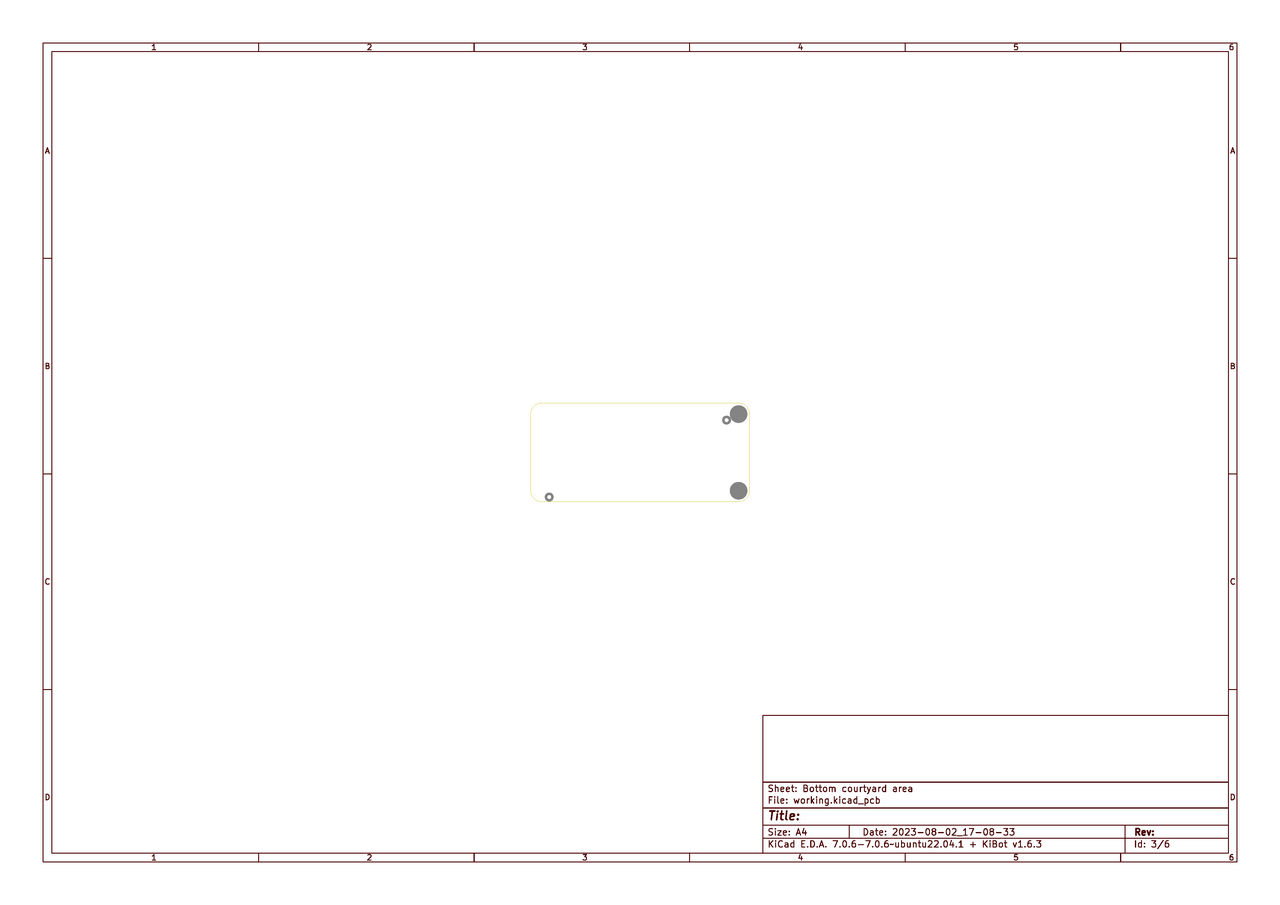 1 2 3 4 5 6
A A
B B
C C
D D
Sheet: Bottom courtyard area
File: working.kicad_pcb
Title:
Size: A4 Date: 2023-08-02_17-08-33 Rev:
KiCad E.D.A. 7.0.6-7.0.6~ubuntu22.04.1 + KiBot v1.6.3 Id: 3/6
1 2 3 4 5 6